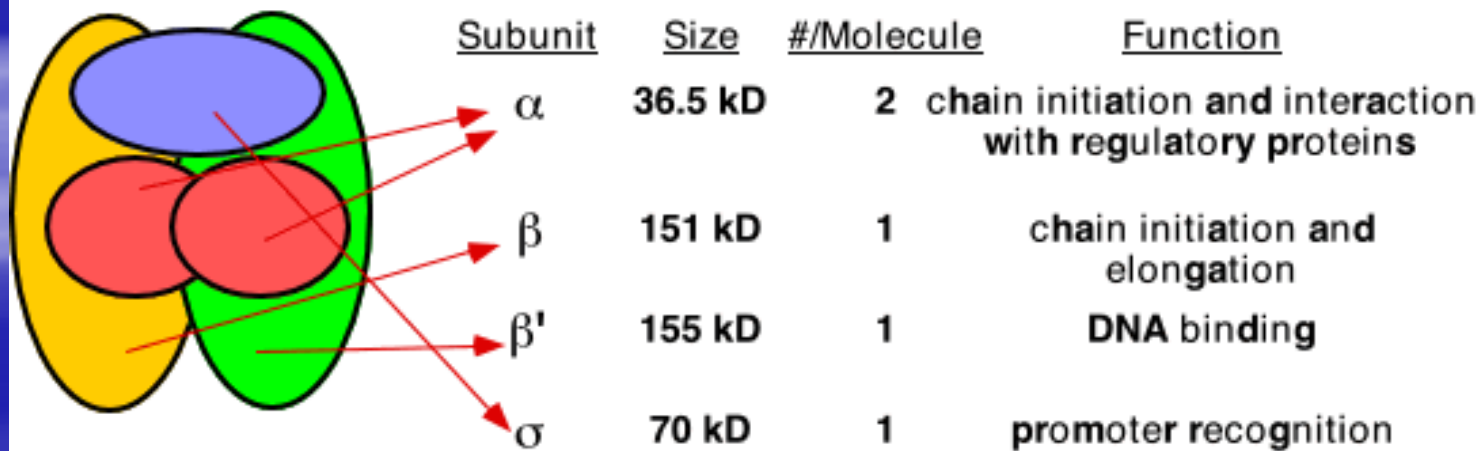 Subunit Size #/Molecule Function
α 36.5 kD 2 chain initiation and interaction
with regulatory proteins
β 151 kD 1 chain initiation and
elongation
β' 155 kD 1 DNA binding
σ 70 kD 1 promoter recognition